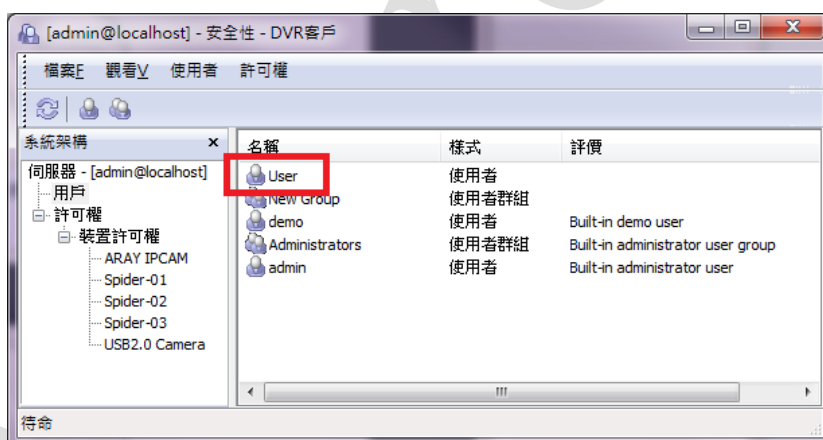 [admin@localhost] - 安全性 - DVR客戶
檔案F 觀看V 使用者 許可權
系統架構 x
伺服器 - [admin@localhost]
用戶
許可權
裝置許可權
ARAY IPCAM
Spider-01
Spider-02
Spider-03
USB2.0 Camera
名稱 樣式 評價
User 使用者
New Group 使用者群組
demo 使用者 Built-in demo user
Administrators 使用者群組 Built-in administrator user group
admin 使用者 Built-in administrator user
待命